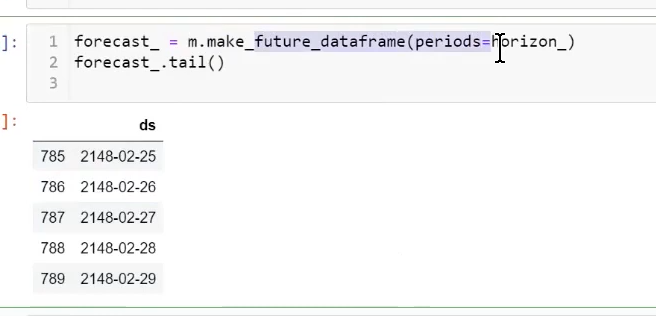 ]:
1 forecast_ = m.make_future_dataframe(periods=horizon_)
2 forecast_.tail()
3
]:
ds
785 2148-02-25
786 2148-02-26
787 2148-02-27
788 2148-02-28
789 2148-02-29